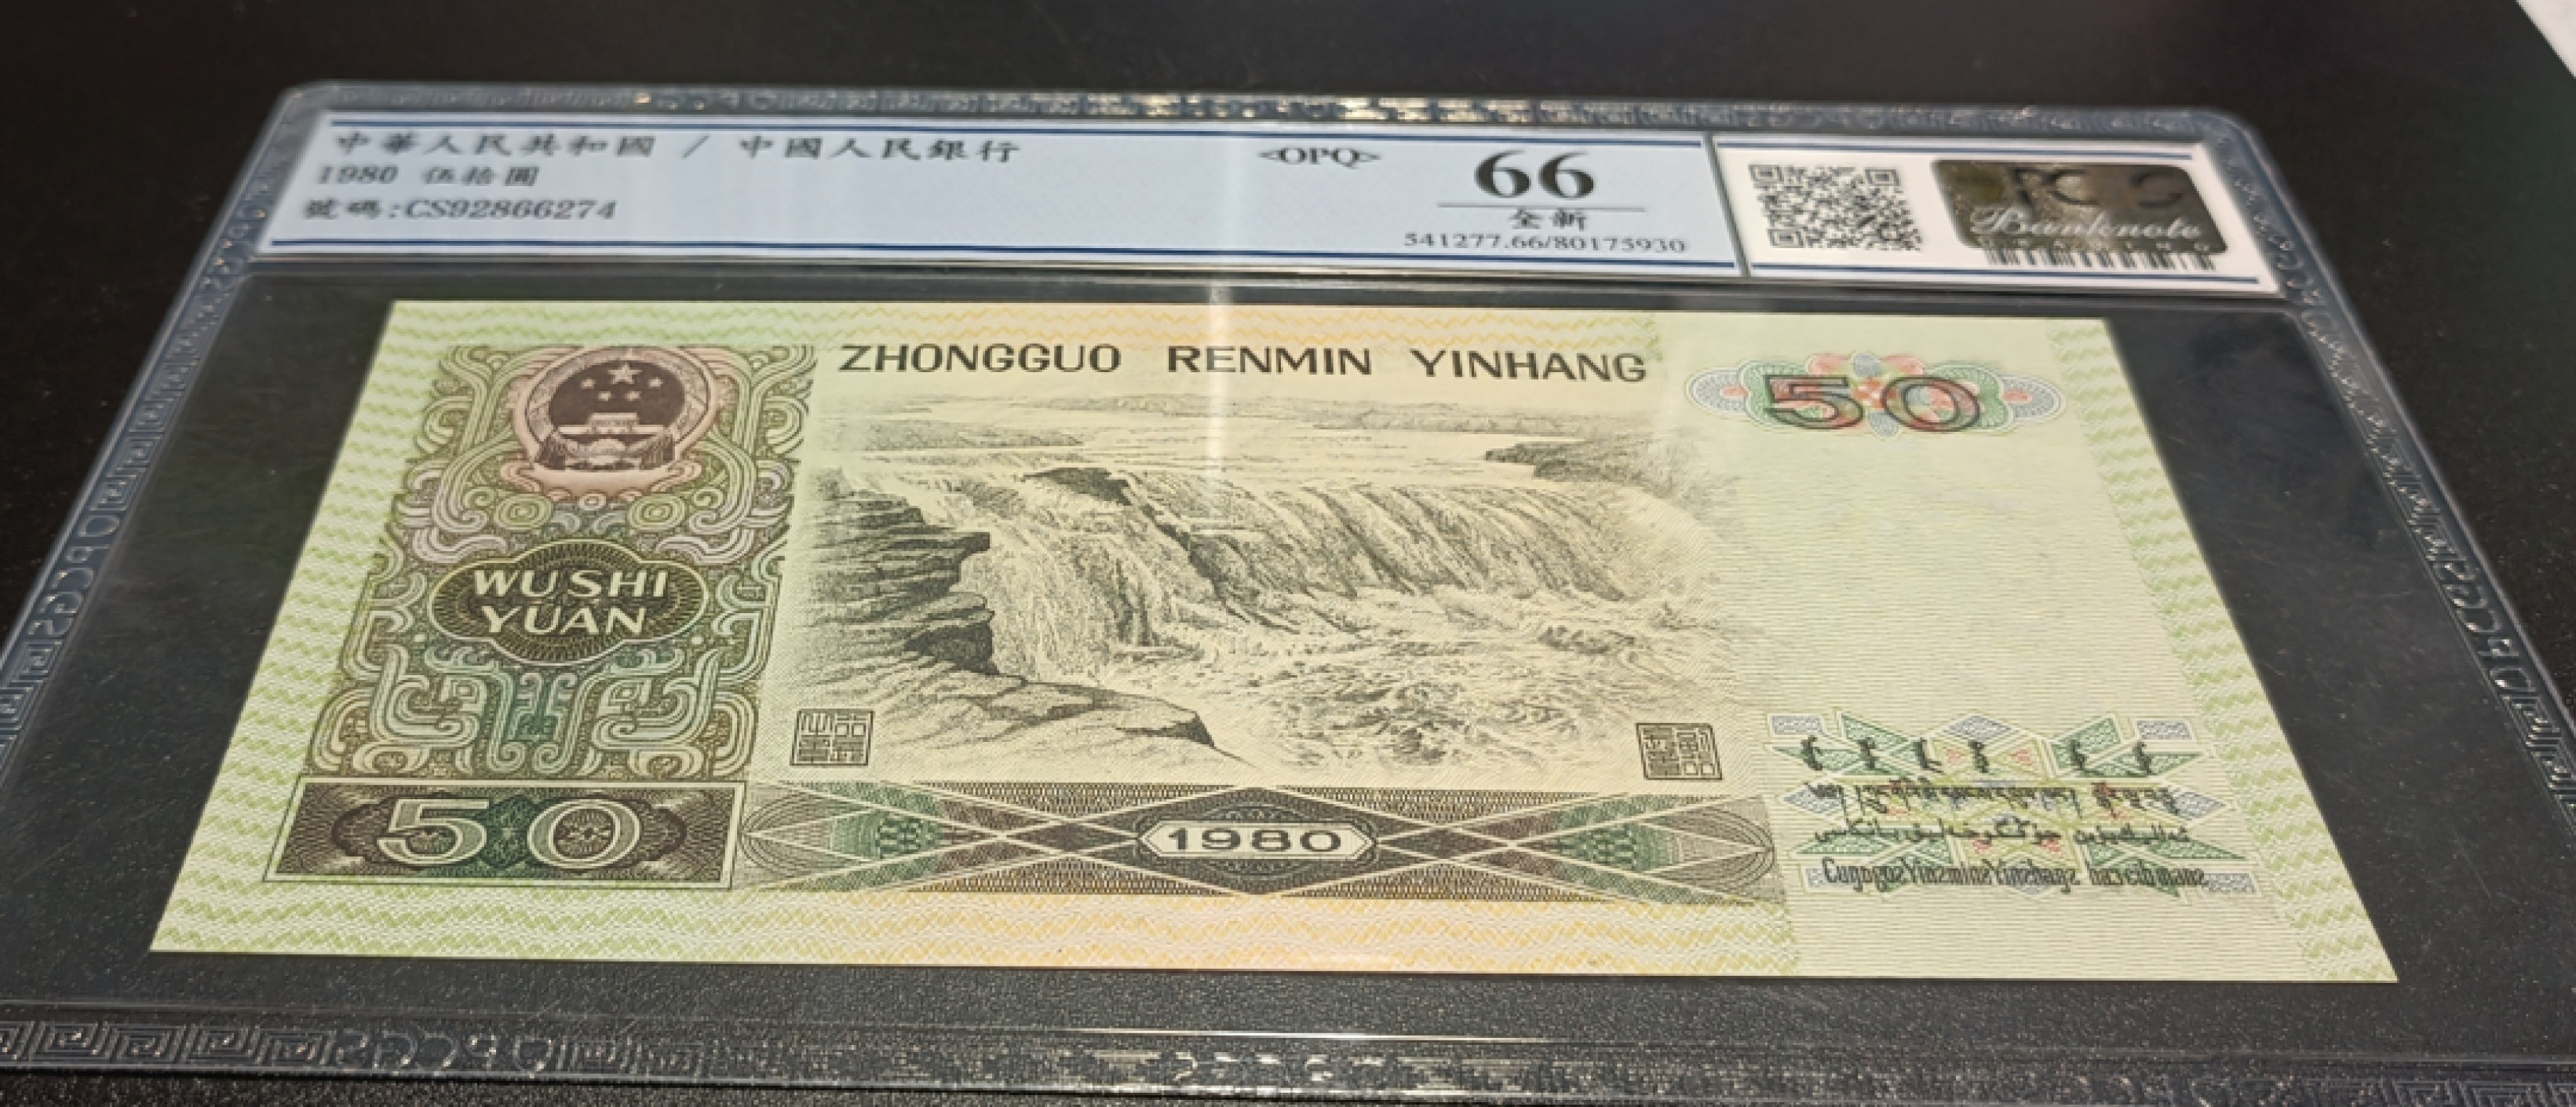 中華人民共和國 / 中國人民銀行
1980 伍拾圓
號碼:CS92866274
<OPQ>
66
全新
541277.66/80175930
Banknote
ZHONGGUO RENMIN YINHANG
50
WU SHI
YUAN
50
1980